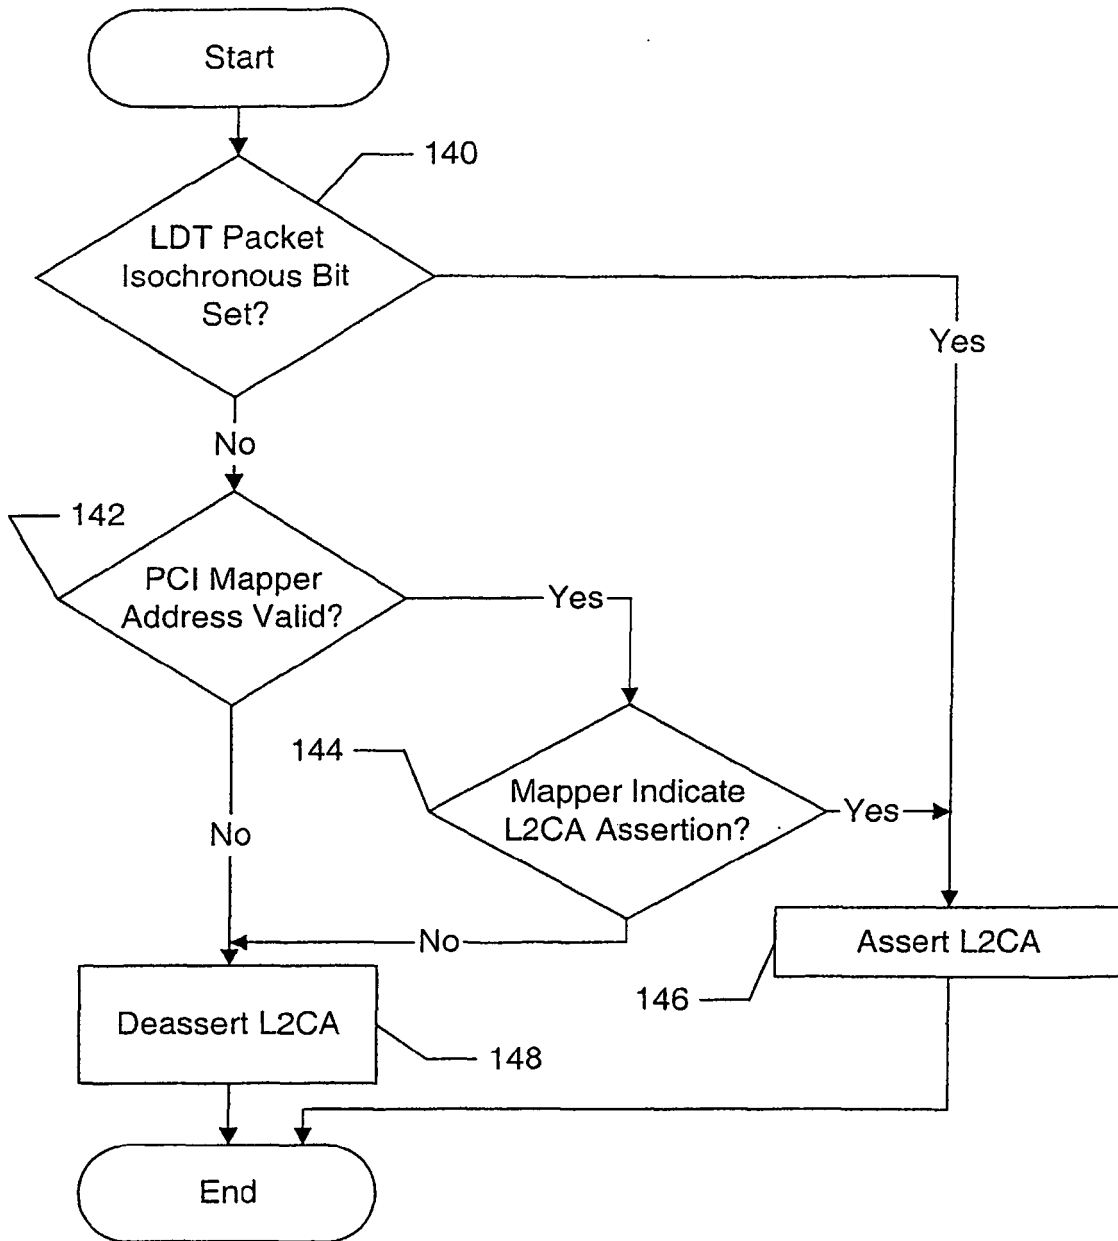 Start
140
LDT Packet
Isochronous Bit
Set?
Yes
No
142
PCI Mapper
Address Valid?
Yes
144
Mapper Indicate
L2CA Assertion?
Yes
No
No
Assert L2CA
146
Deassert L2CA
148
End